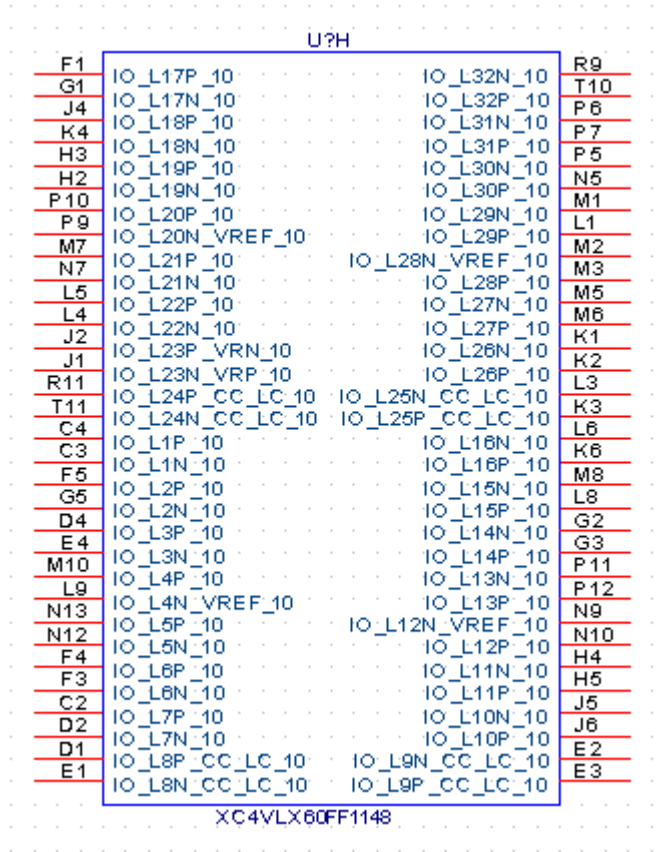 U?H
F1 IO_L17P_10 IO_L32N_10 R9
G1 IO_L17N_10 IO_L32P_10 T10
J4 IO_L18P_10 IO_L31N_10 P6
K4 IO_L18N_10 IO_L31P_10 P7
H3 IO_L19P_10 IO_L30N_10 P5
H2 IO_L19N_10 IO_L30P_10 N5
P10 IO_L20P_10 IO_L29N_10 M1
P9 IO_L20N_VREF_10 IO_L29P_10 L1
M7 IO_L21P_10 IO_L28N_VREF_10 M2
N7 IO_L21N_10 IO_L28P_10 M3
L5 IO_L22P_10 IO_L27N_10 M5
L4 IO_L22N_10 IO_L27P_10 M6
J2 IO_L23P_VRN_10 IO_L26N_10 K1
J1 IO_L23N_VRP_10 IO_L26P_10 K2
R11 IO_L24P_CC_LC_10 IO_L25N_CC_LC_10 L3
T11 IO_L24N_CC_LC_10 IO_L25P_CC_LC_10 K3
C4 IO_L1P_10 IO_L16N_10 L6
C3 IO_L1N_10 IO_L16P_10 K6
F5 IO_L2P_10 IO_L15N_10 M8
G5 IO_L2N_10 IO_L15P_10 L8
D4 IO_L3P_10 IO_L14N_10 G2
E4 IO_L3N_10 IO_L14P_10 G3
M10 IO_L4P_10 IO_L13N_10 P11
L9 IO_L4N_VREF_10 IO_L13P_10 P12
N13 IO_L5P_10 IO_L12N_VREF_10 N9
N12 IO_L5N_10 IO_L12P_10 N10
F4 IO_L6P_10 IO_L11N_10 H4
F3 IO_L6N_10 IO_L11P_10 H5
C2 IO_L7P_10 IO_L10N_10 J5
D2 IO_L7N_10 IO_L10P_10 J6
D1 IO_L8P_CC_LC_10 IO_L9N_CC_LC_10 E2
E1 IO_L8N_CC_LC_10 IO_L9P_CC_LC_10 E3
XC4VLX60FF1148